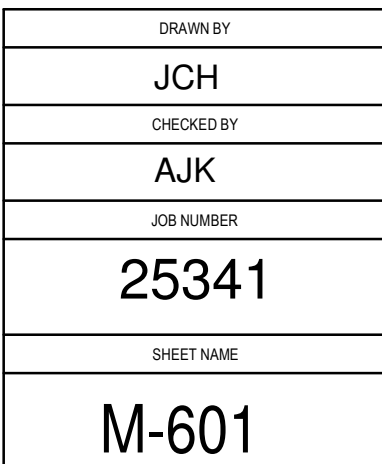 DRAWN BY
JCH
CHECKED BY
AJK
JOB NUMBER
25341
SHEET NAME
M-601